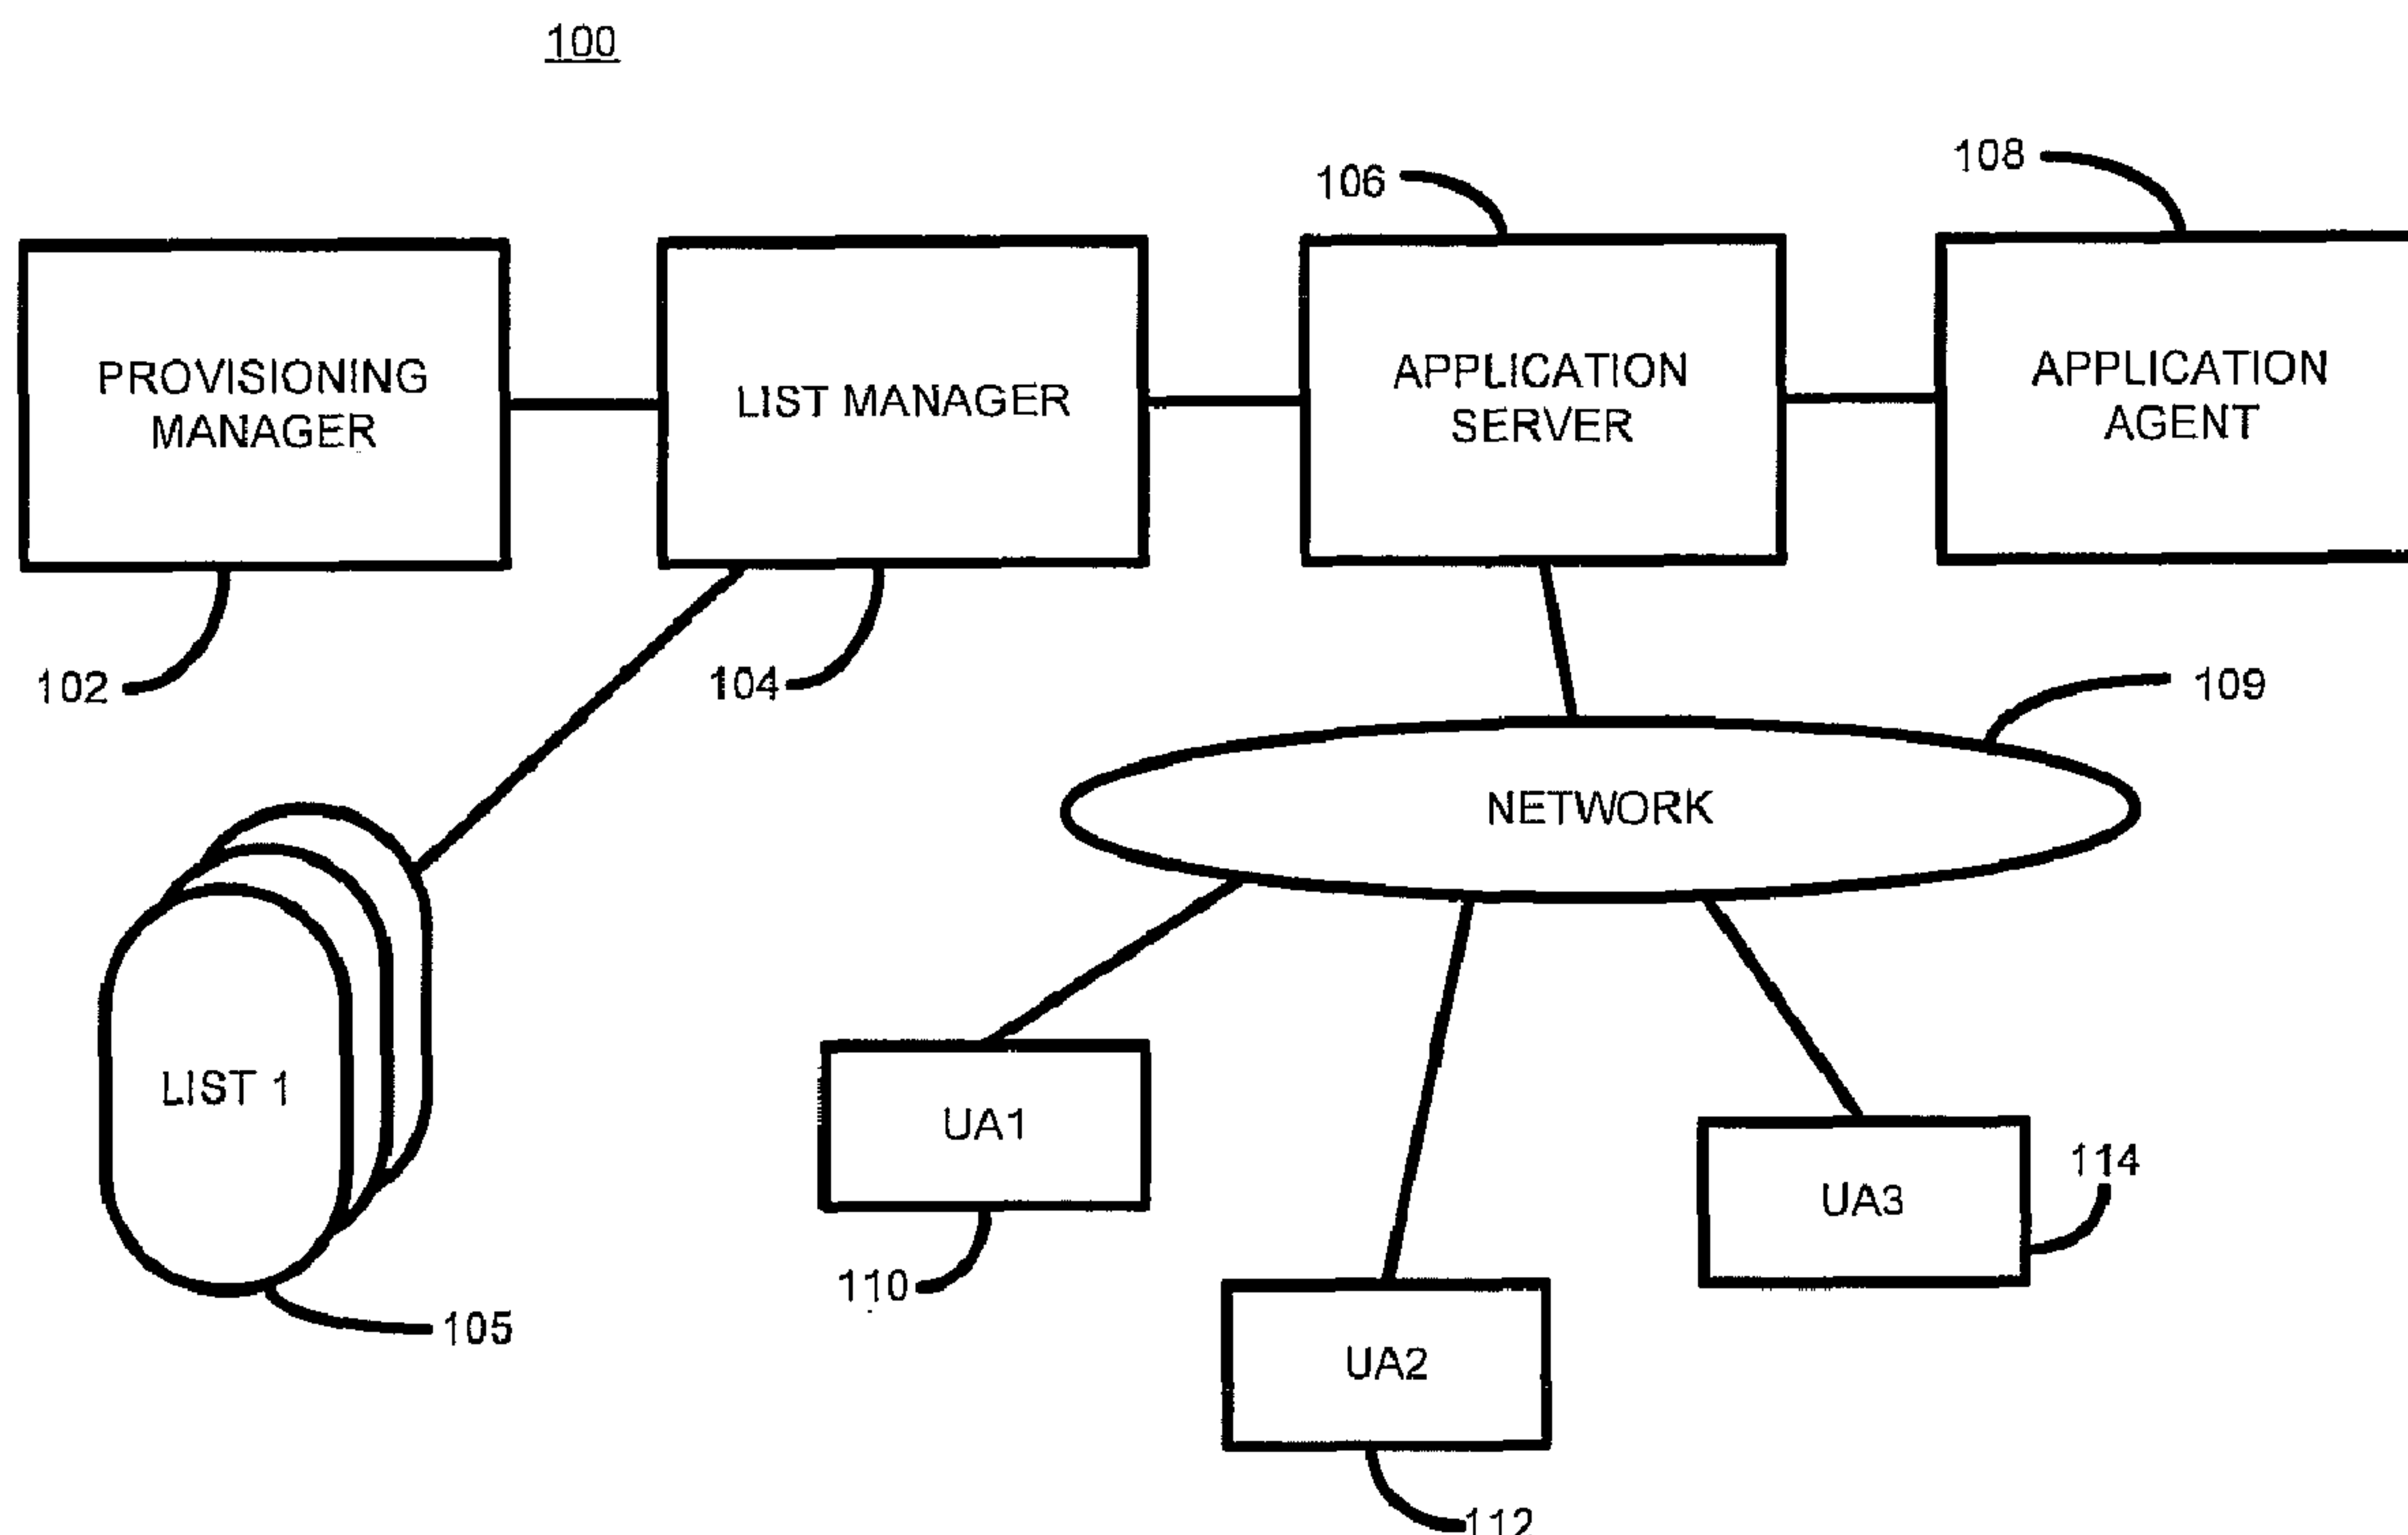 100
106
108
PROVISIONING
MANAGER
LIST MANAGER
APPLICATION
SERVER
APPLICATION
AGENT
102
104
109
NETWORK
LIST 1
UA1
UA3
114
110
105
UA2
112